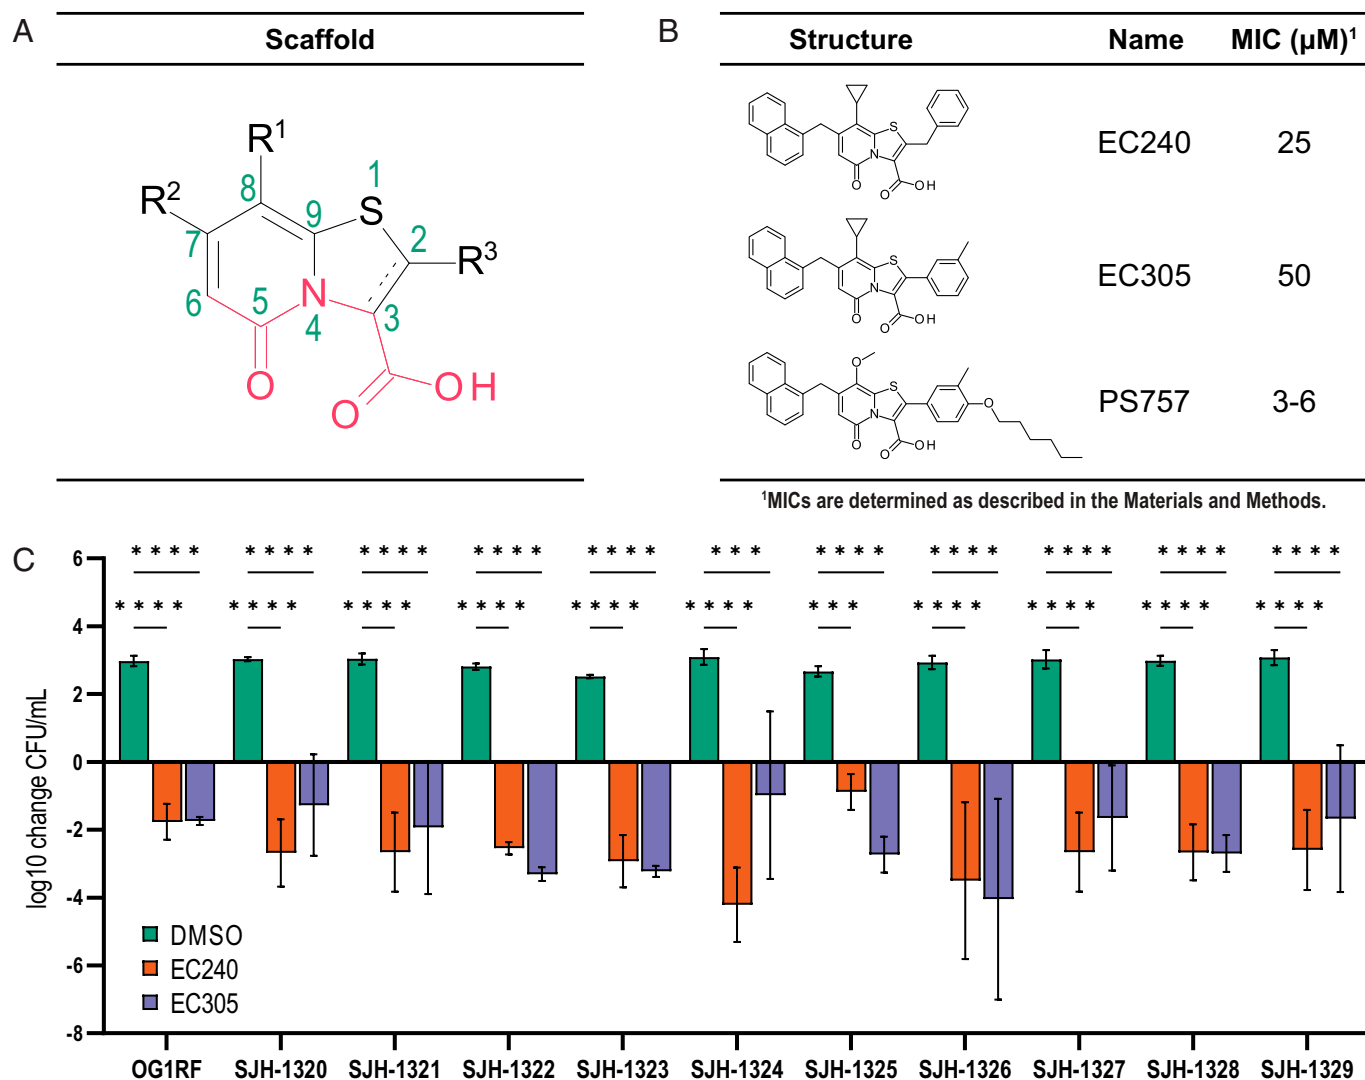 A
Scaffold
R1
R2
8
1
S
9
7
2
R3
N
6
5
4
3
O
O
OH
B
Structure Name MIC (µM)1
S
N
O
O
OH
EC240 25
S
N
O
O
OH
EC305 50
O
S
N
O
O
OH
O
PS757 3-6
1MICs are determined as described in the Materials and Methods.
C
**** **** **** **** **** *** **** **** **** **** ****
**** **** **** **** **** **** *** **** **** **** ****
log10 change CFU/mL
6
4
2
0
-2
-4
-6
-8
DMSO
EC240
EC305
OG1RF SJH-1320 SJH-1321 SJH-1322 SJH-1323 SJH-1324 SJH-1325 SJH-1326 SJH-1327 SJH-1328 SJH-1329